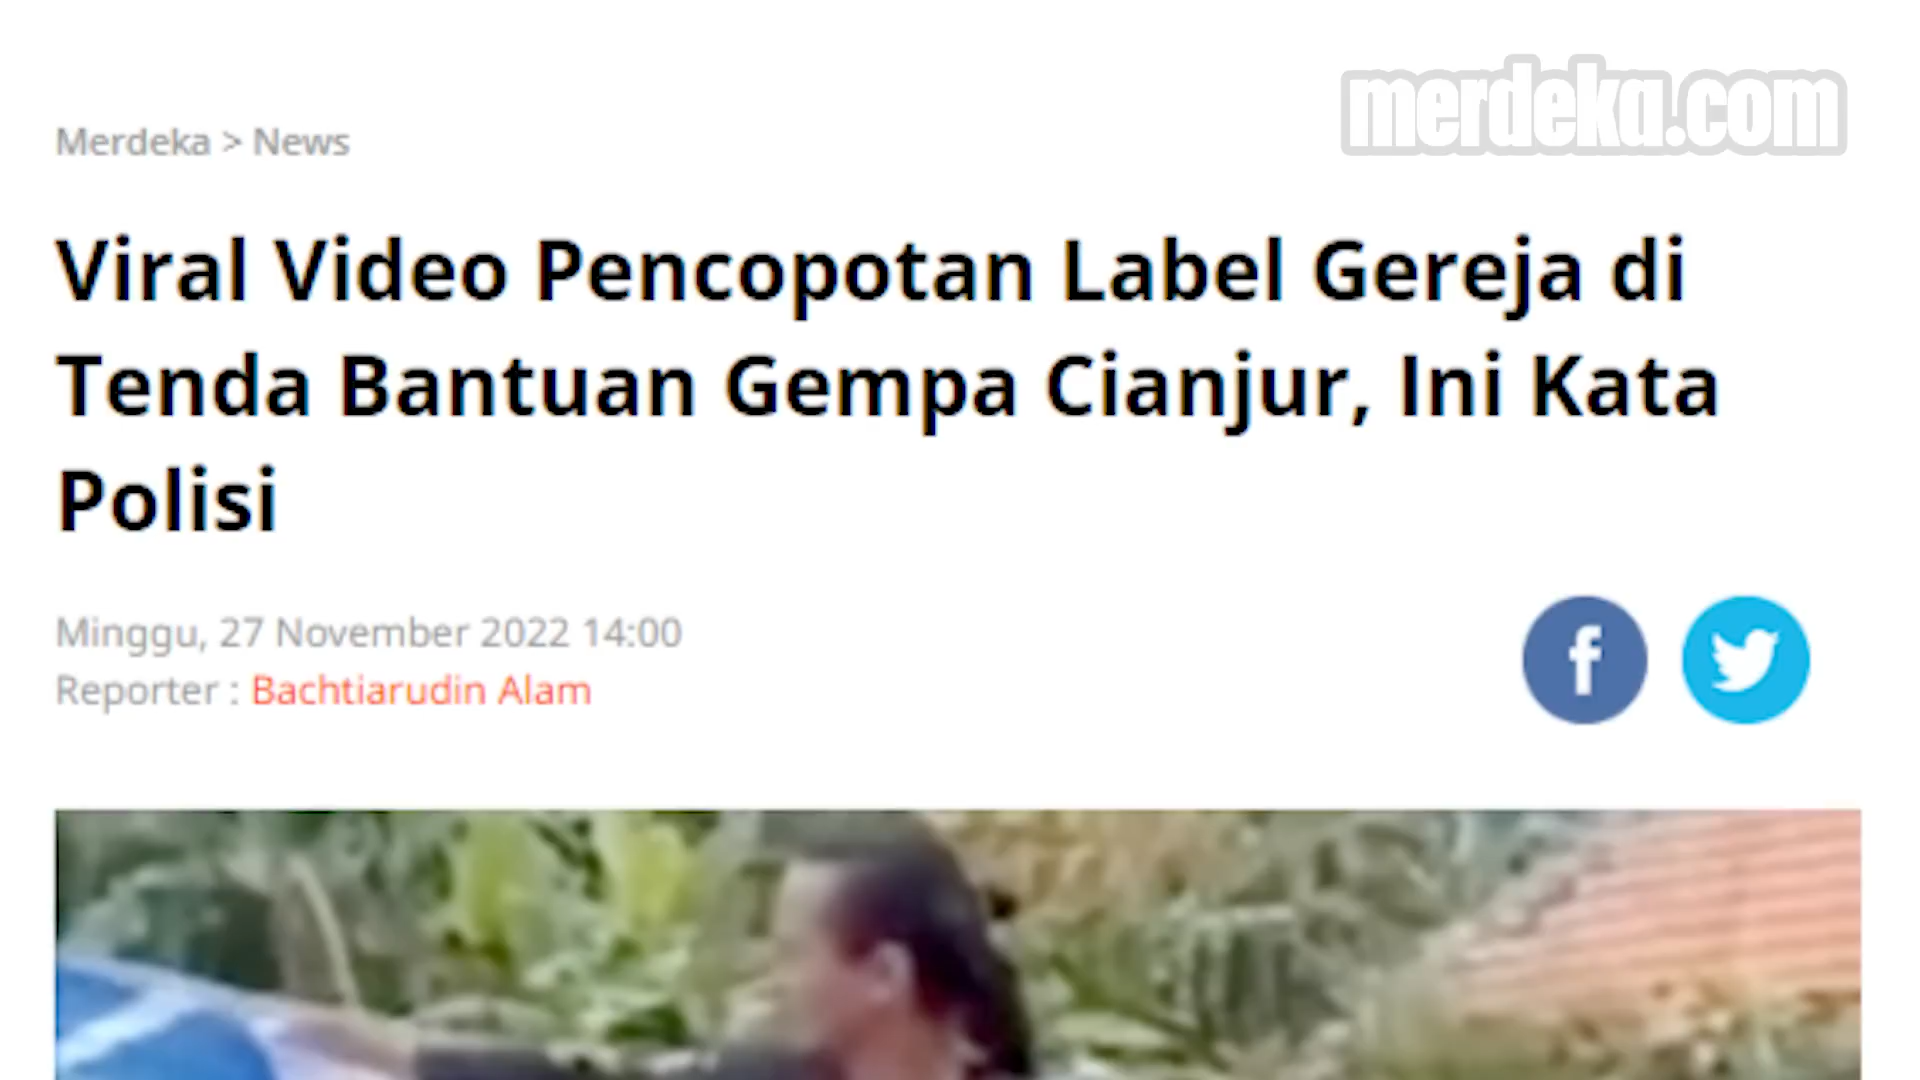 merdeka.com
Merdeka > News
Viral Video Pencopotan Label Gereja di
Tenda Bantuan Gempa Cianjur, Ini Kata
Polisi
Minggu, 27 November 2022 14:00
Reporter : Bachtiarudin Alam
f